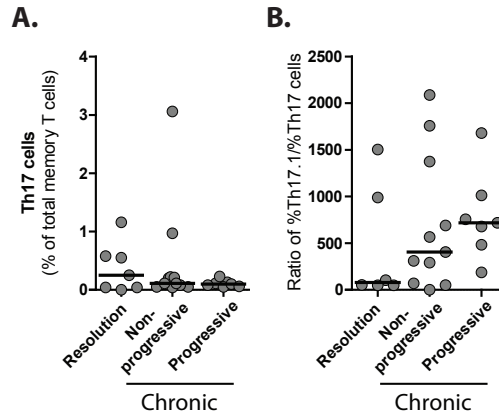 A.
Th17 cells
(% of total memory T cells)
4
3
2
1
0
Resolution
Non-
progressive
Progressive
Chronic
B.
Ratio of %Th17.1/%Th17 cells
2500
2000
1500
1000
500
0
Resolution
Non-
progressive
Progressive
Chronic